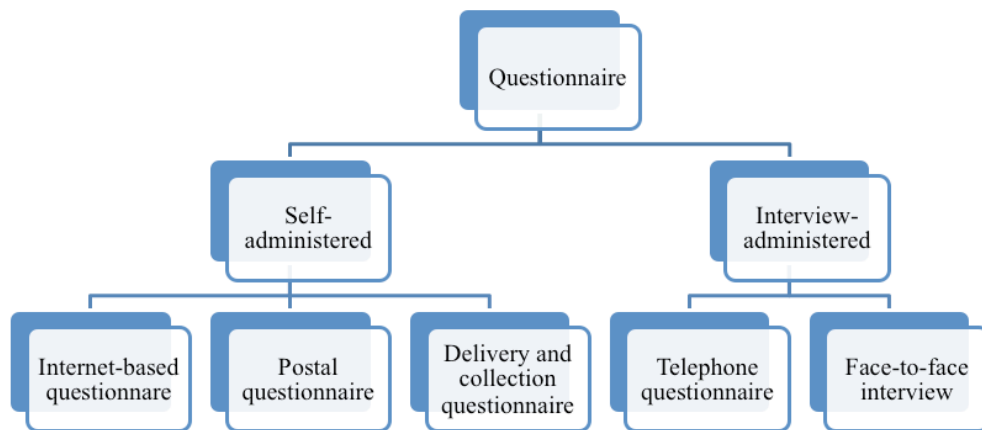 Questionnaire
Self-
administered
Interview-
administered
Internet-based
questionnare
Postal
questionnaire
Delivery and
collection
questionnaire
Telephone
questionnaire
Face-to-face
interview